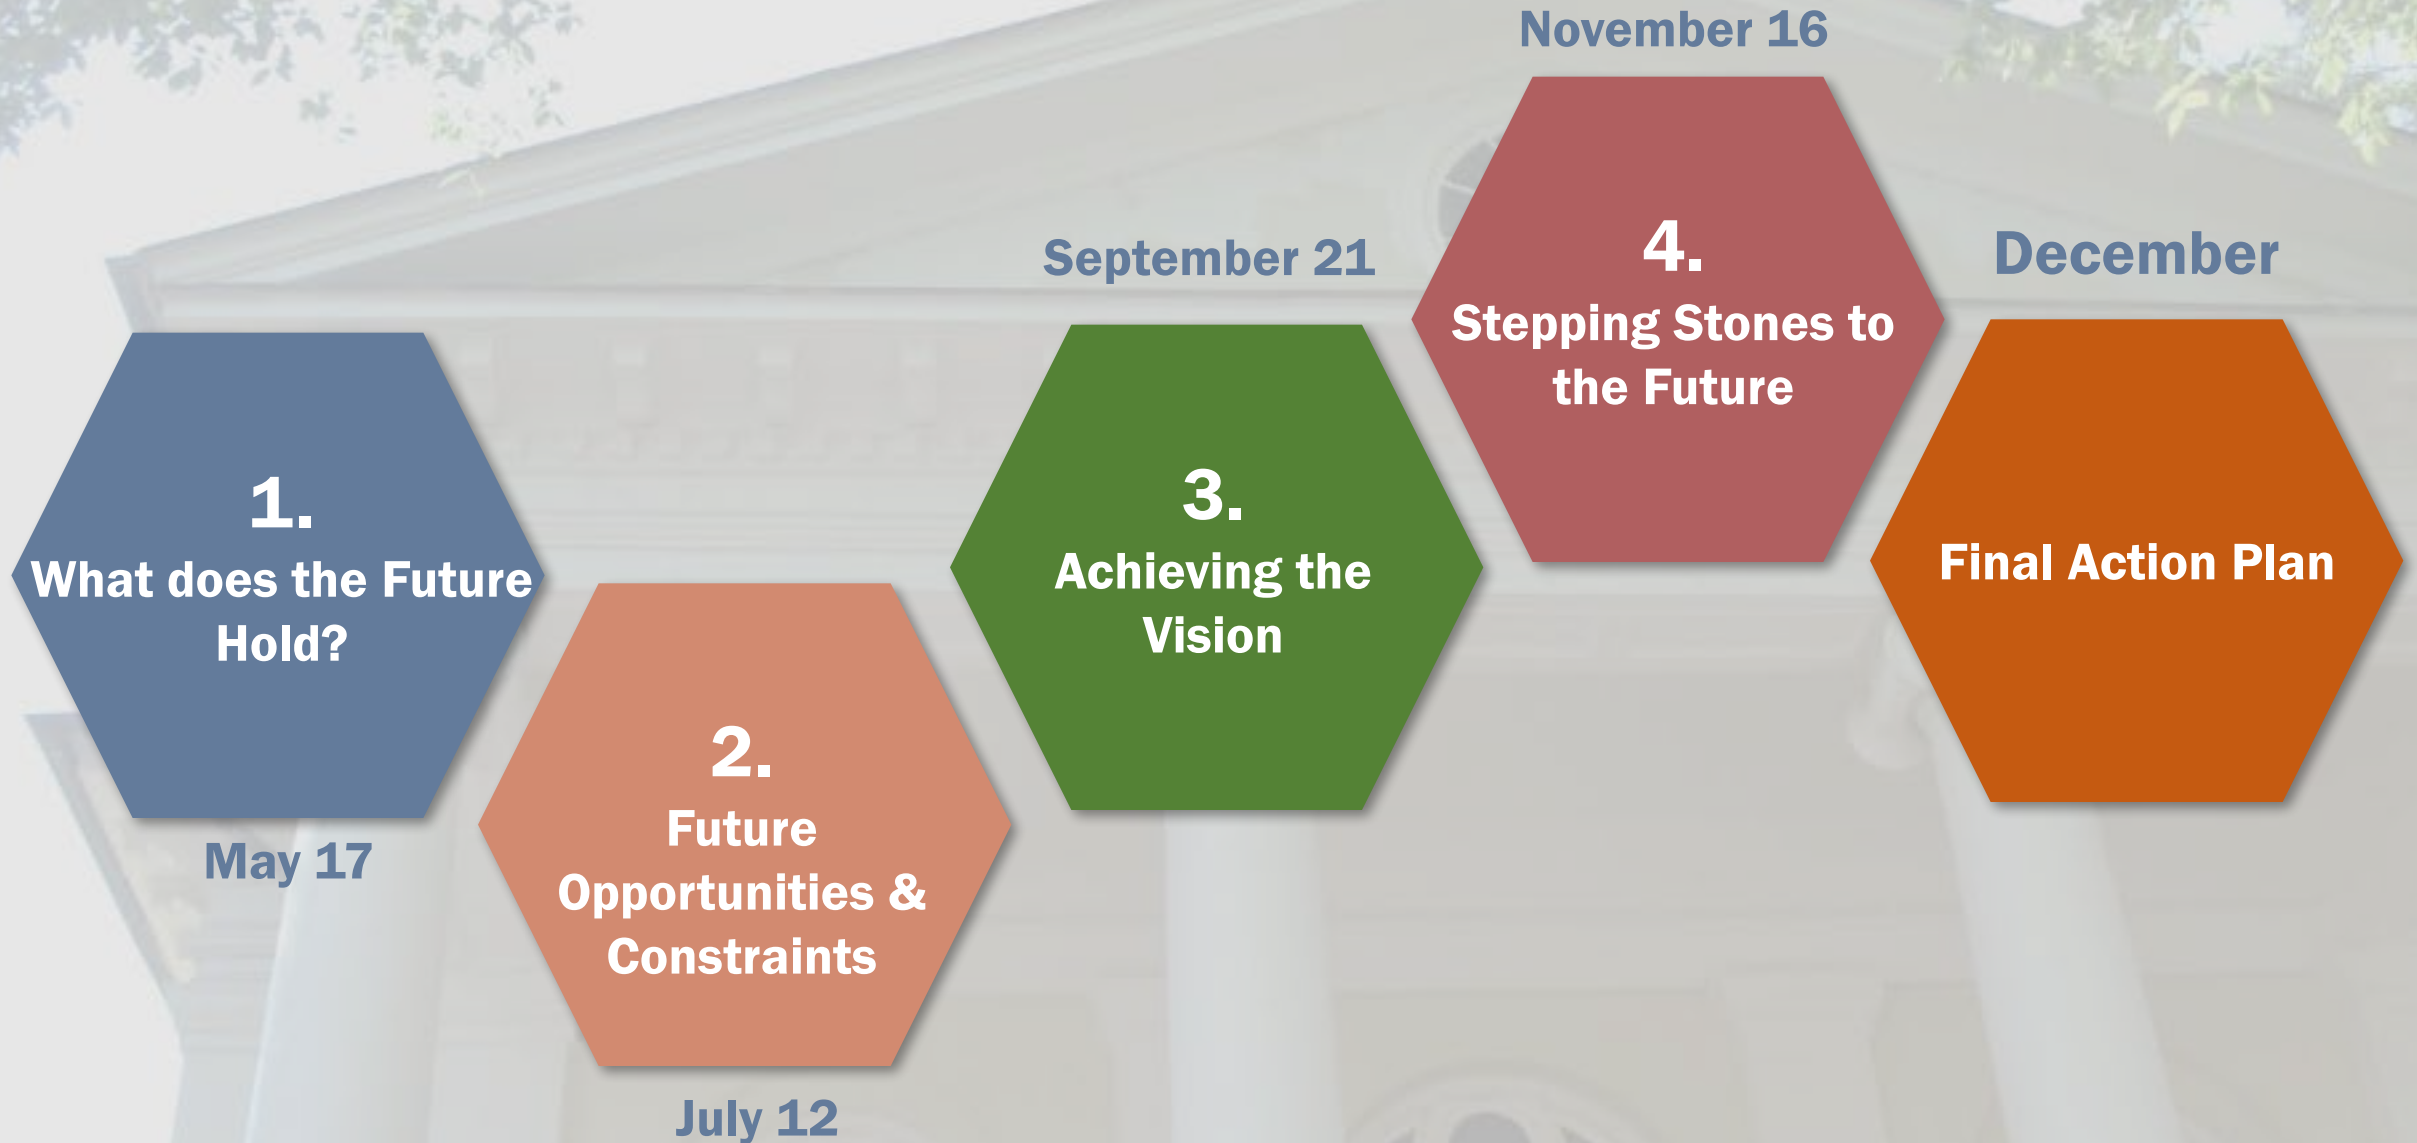 1.
What does the Future
Hold?
May 17
2.
Future
Opportunities &
Constraints
July 12
September 21
3.
Achieving the
Vision
November 16
4.
Stepping Stones to
the Future
December
Final Action Plan